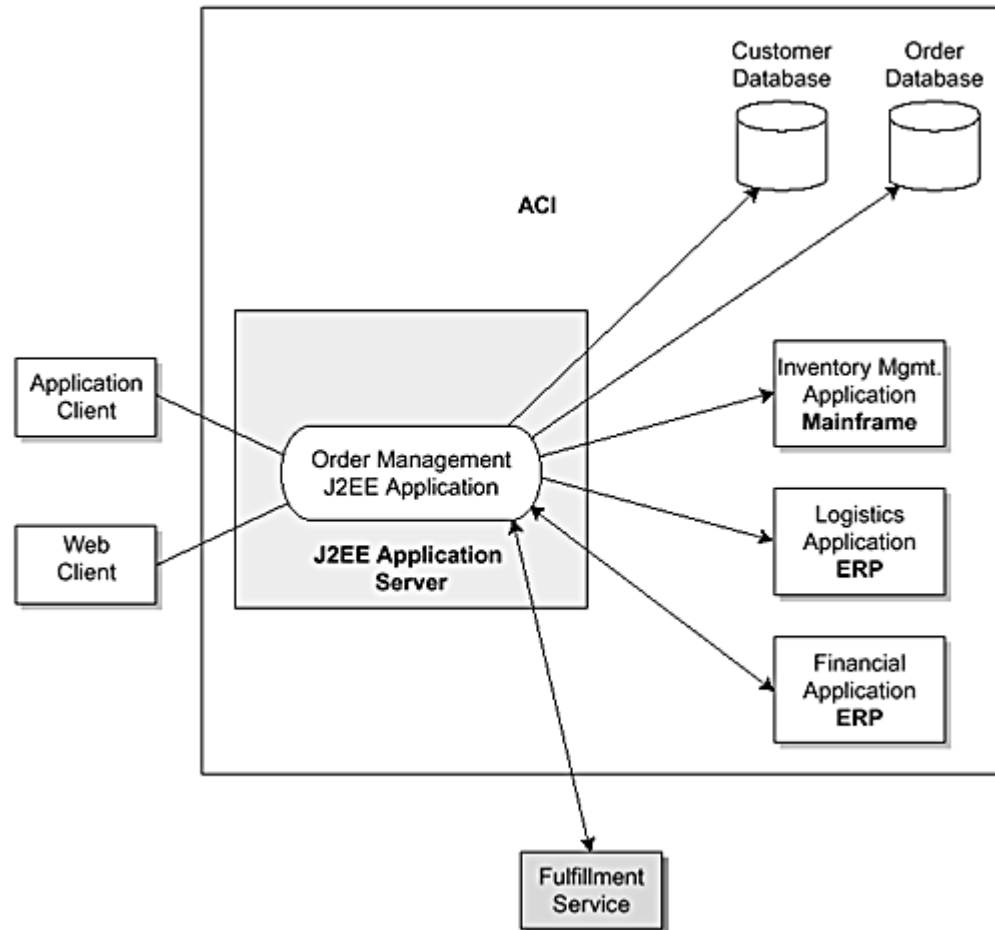 Customer
Database
Order
Database
ACI
Application
Client
Web
Client
Order Management
J2EE Application
J2EE Application
Server
Inventory Mgmt.
Application
Mainframe
Logistics
Application
ERP
Financial
Application
ERP
Fulfillment
Service